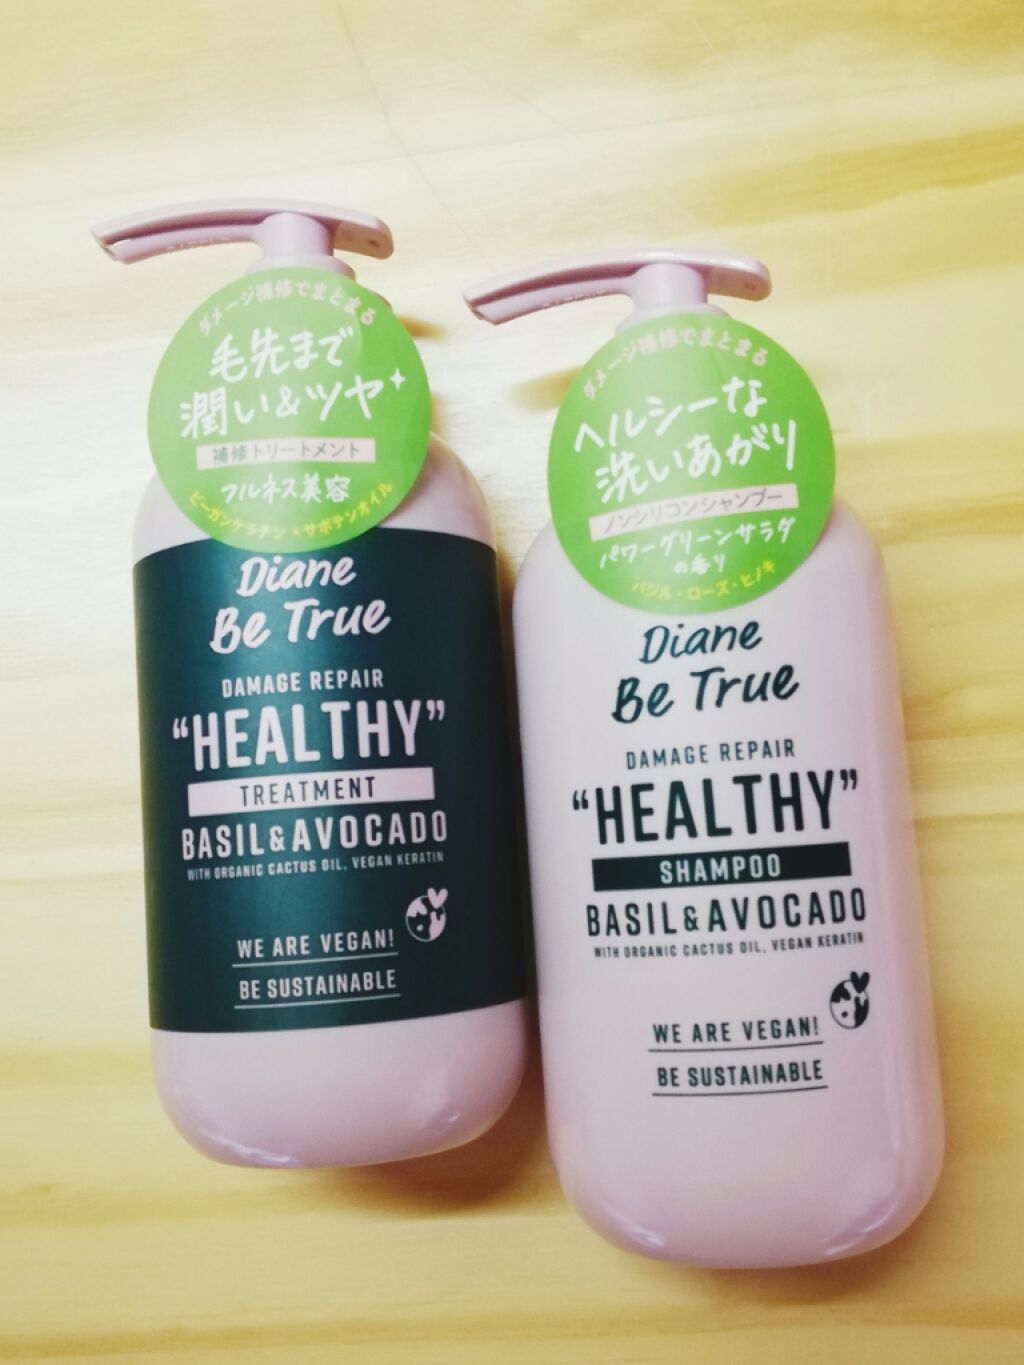 ダメージ補修でまとまる
毛先まで
潤い&ツヤ
補修トリートメント
フルネス美容
ビーガンケラチン×サボテンオイル
Diane
Be True
DAMAGE REPAIR
“HEALTHY”
TREATMENT
BASIL&AVOCADO
WITH ORGANIC CACTUS OIL, VEGAN KERATIN
WE ARE VEGAN!
BE SUSTAINABLE
ダメージ補修でまとまる
ヘルシーな
洗いあがり
ノンシリコンシャンプー
パワーグリーンサラダ
の香り
バジル・ローズ・ヒノキ
Diane
Be True
DAMAGE REPAIR
“HEALTHY”
SHAMPOO
BASIL&AVOCADO
WITH ORGANIC CACTUS OIL, VEGAN KERATIN
WE ARE VEGAN!
BE SUSTAINABLE